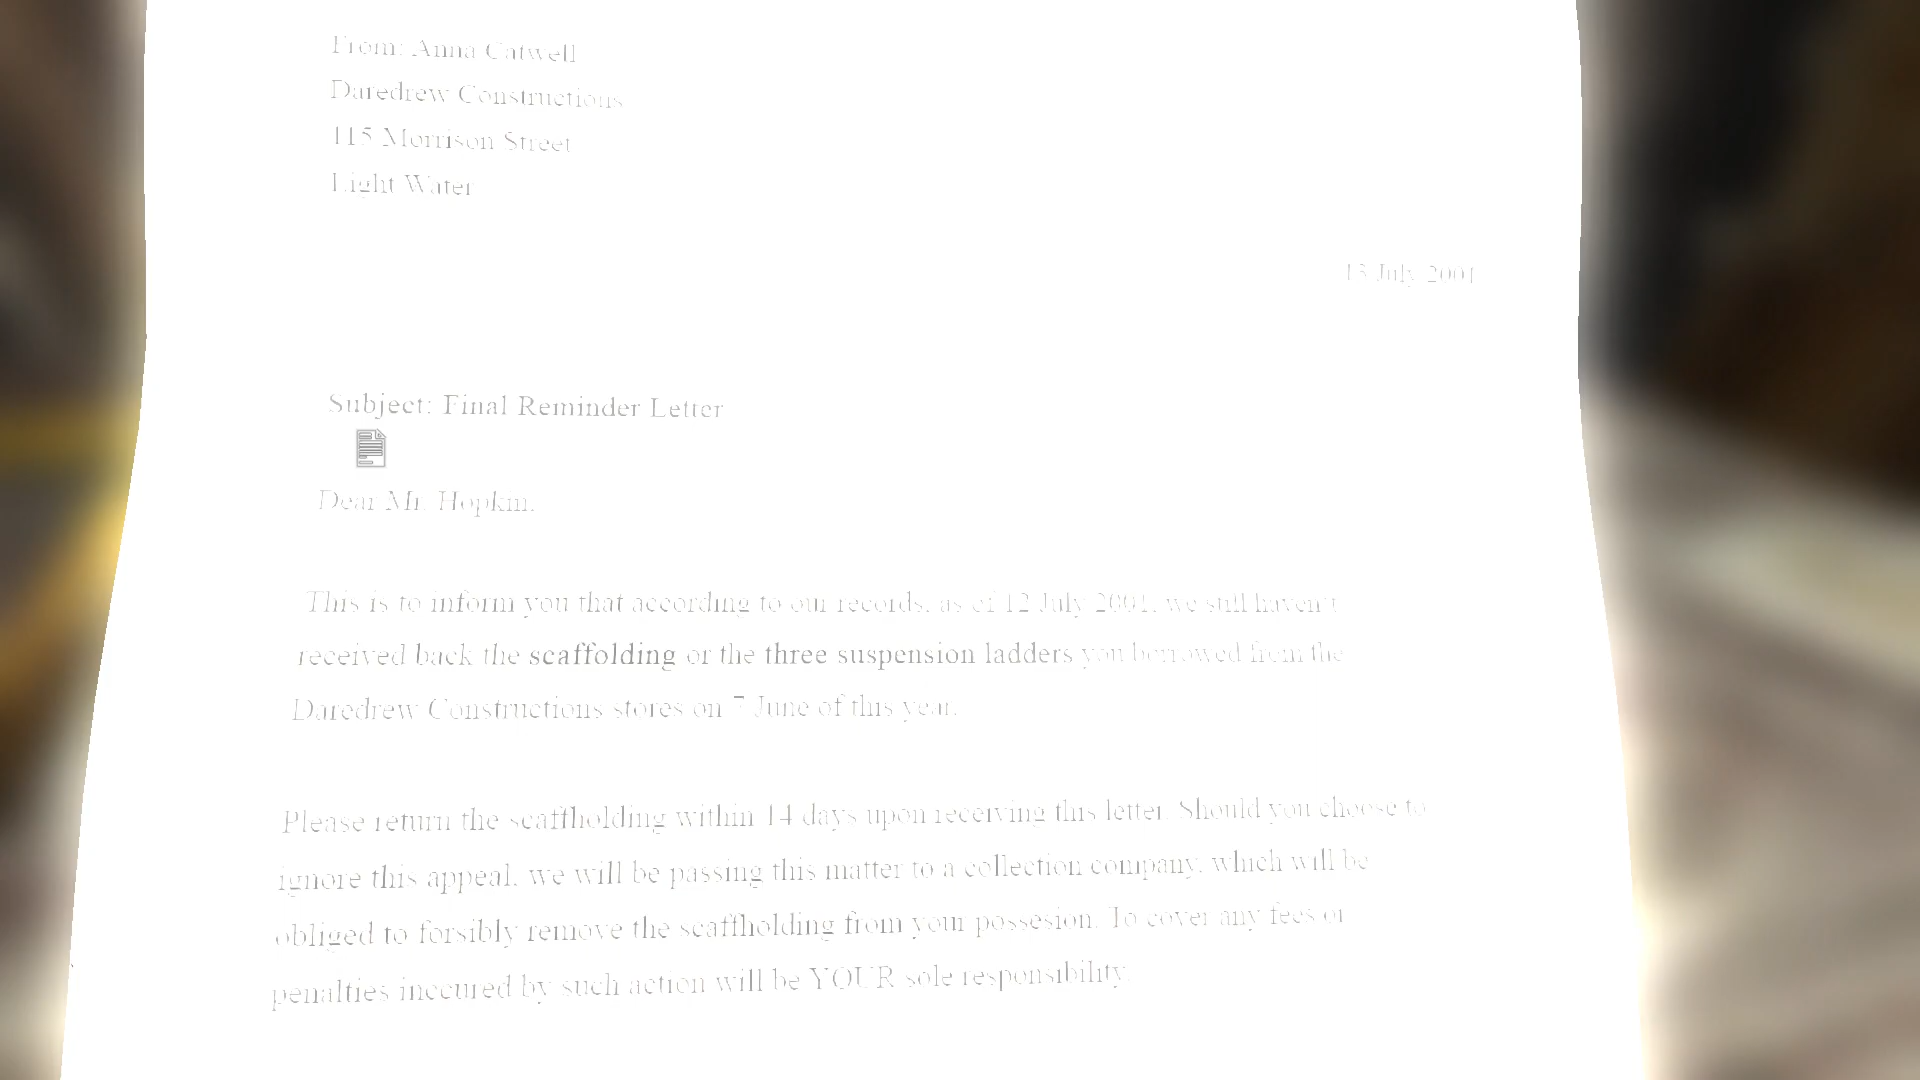 From: Anna Catwell
Daredrew Constructions
115 Morrison Street
Light Water
13 July 2001
Subject: Final Reminder Letter
Dear Mr. Hopkin,
This is to inform you that according to our records, as of 12 July 2001, we still haven't
received back the scaffolding or the three suspension ladders you borrowed from the
Daredrew Constructions stores on 7 June of this year.
Please return the scaffholding within 14 days upon receiving this letter. Should you choose to
ignore this appeal, we will be passing this matter to a collection company, which will be
obliged to forsibly remove the scaffholding from your possesion. To cover any fees or
penalties inccured by such action will be YOUR sole responsibility.